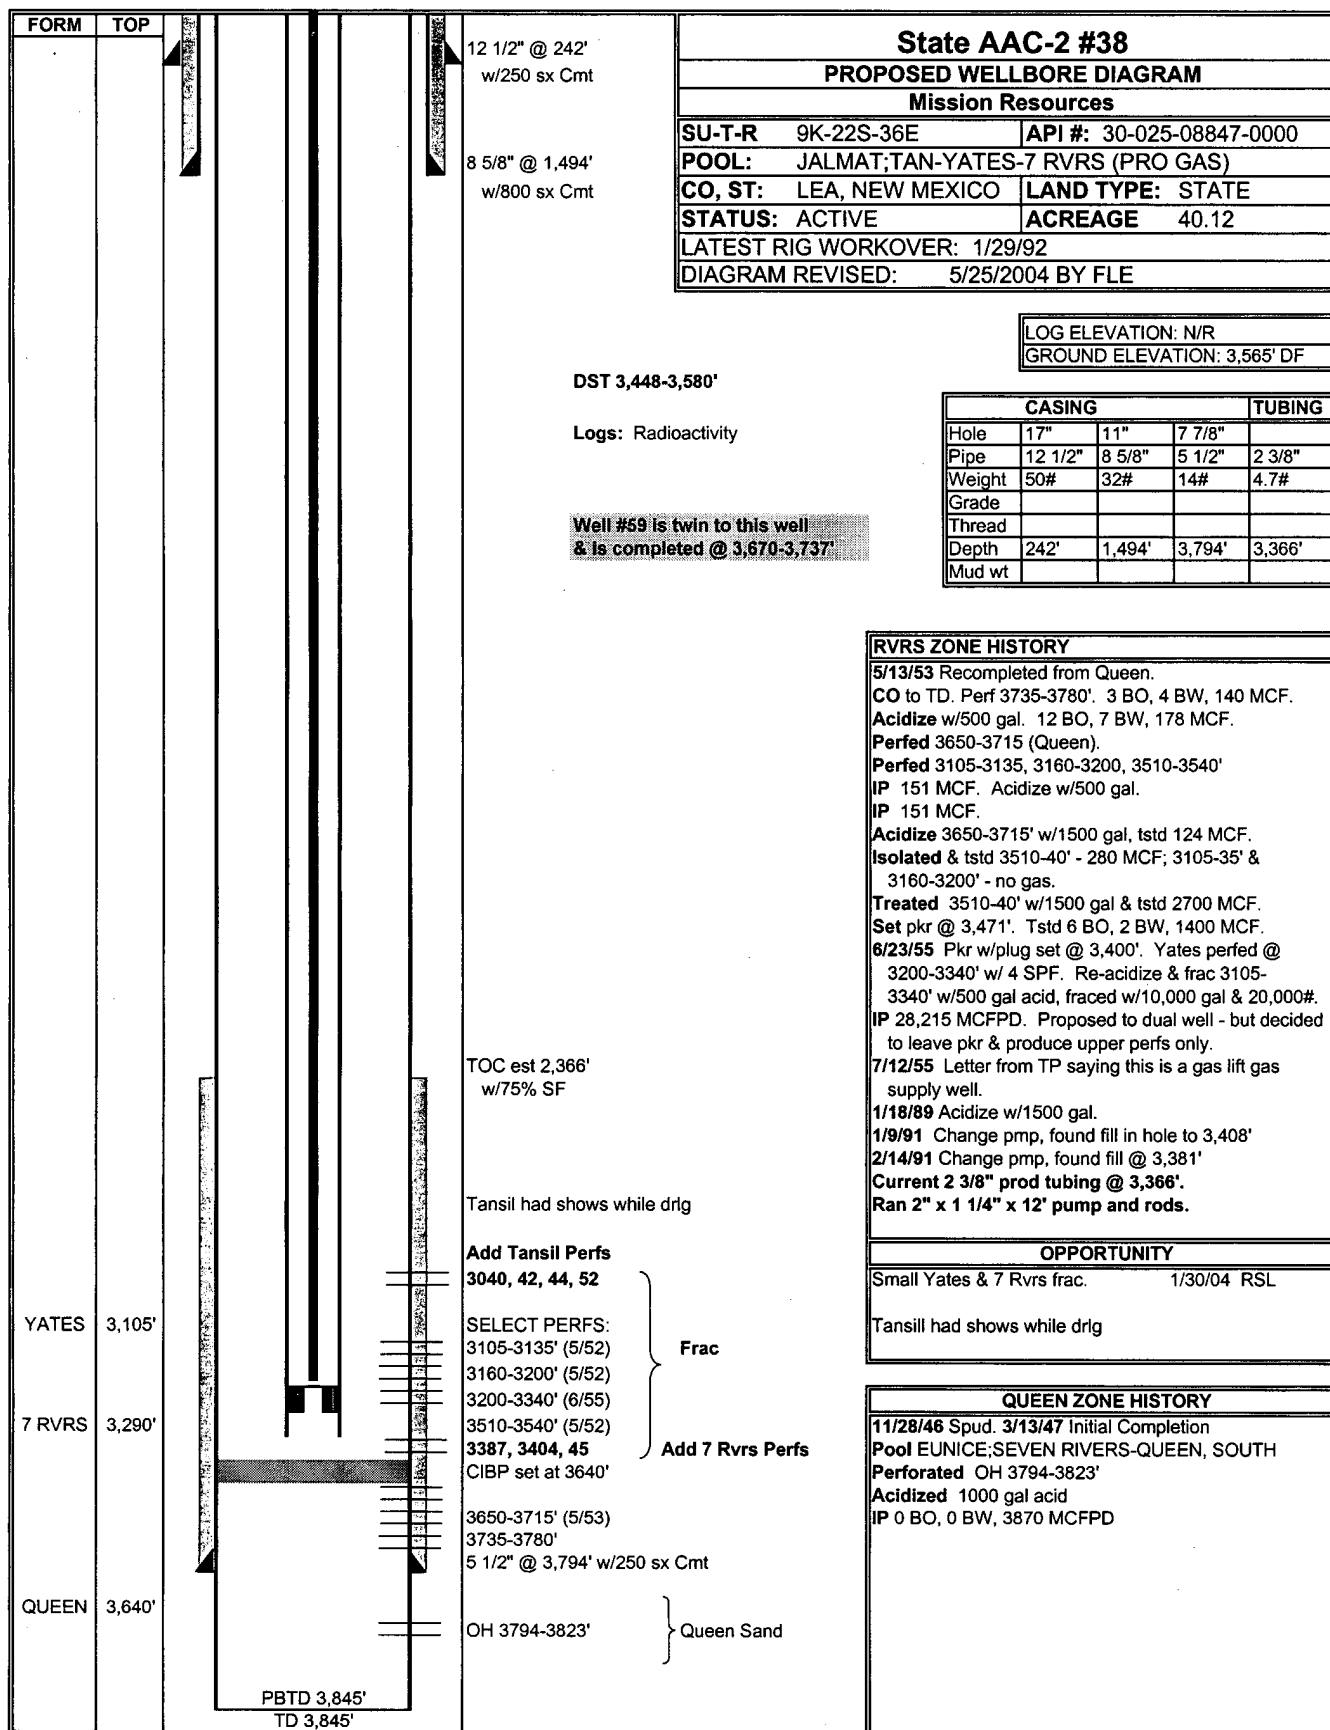 FORM TOP
12 1/2" @ 242'
w/250 sx Cmt
8 5/8" @ 1,494'
w/800 sx Cmt
State AAC-2 #38
PROPOSED WELLBORE DIAGRAM
Mission Resources
SU-T-R 9K-22S-36E API #: 30-025-08847-0000
POOL: JALMAT;TAN-YATES-7 RVRS (PRO GAS)
CO, ST: LEA, NEW MEXICO LAND TYPE: STATE
STATUS: ACTIVE ACREAGE 40.12
LATEST RIG WORKOVER: 1/29/92
DIAGRAM REVISED: 5/25/2004 BY FLE
LOG ELEVATION: N/R
GROUND ELEVATION: 3,565' DF
DST 3,448-3,580'
Logs: Radioactivity
Well #59 is twin to this well
& is completed @ 3,670-3,737'
CASING TUBING
Hole 17" 11" 7 7/8"
Pipe 12 1/2" 8 5/8" 5 1/2" 2 3/8"
Weight 50# 32# 14# 4.7#
Grade
Thread
Depth 242' 1,494' 3,794' 3,366'
Mud wt
RVRS ZONE HISTORY
5/13/53 Recompleted from Queen.
CO to TD. Perf 3735-3780'. 3 BO, 4 BW, 140 MCF.
Acidize w/500 gal. 12 BO, 7 BW, 178 MCF.
Perfed 3650-3715 (Queen).
Perfed 3105-3135, 3160-3200, 3510-3540'
IP 151 MCF. Acidize w/500 gal.
IP 151 MCF.
Acidize 3650-3715' w/1500 gal, tstd 124 MCF.
Isolated & tstd 3510-40' - 280 MCF; 3105-35' &
3160-3200' - no gas.
Treated 3510-40' w/1500 gal & tstd 2700 MCF.
Set pkr @ 3,471'. Tstd 6 BO, 2 BW, 1400 MCF.
6/23/55 Pkr w/plug set @ 3,400'. Yates perfed @
3200-3340' w/ 4 SPF. Re-acidize & frac 3105-
3340' w/500 gal acid, fraced w/10,000 gal & 20,000#.
IP 28,215 MCFPD. Proposed to dual well - but decided
to leave pkr & produce upper perfs only.
7/12/55 Letter from TP saying this is a gas lift gas
supply well.
1/18/89 Acidize w/1500 gal.
1/9/91 Change pmp, found fill in hole to 3,408'
2/14/91 Change pmp, found fill @ 3,381'
Current 2 3/8" prod tubing @ 3,366'.
Ran 2" x 1 1/4" x 12' pump and rods.
OPPORTUNITY
Small Yates & 7 Rvrs frac. 1/30/04 RSL
Tansill had shows while drlg
QUEEN ZONE HISTORY
11/28/46 Spud. 3/13/47 Initial Completion
Pool EUNICE;SEVEN RIVERS-QUEEN, SOUTH
Perforated OH 3794-3823'
Acidized 1000 gal acid
IP 0 BO, 0 BW, 3870 MCFPD
TOC est 2,366'
w/75% SF
Tansil had shows while drlg
Add Tansil Perfs
3040, 42, 44, 52
YATES 3,105'
SELECT PERFS:
3105-3135' (5/52)
Frac
3160-3200' (5/52)
3200-3340' (6/55)
7 RVRS 3,290'
3510-3540' (5/52)
3387, 3404, 45 Add 7 Rvrs Perfs
CIBP set at 3640'
3650-3715' (5/53)
3735-3780'
5 1/2" @ 3,794' w/250 sx Cmt
QUEEN 3,640'
OH 3794-3823' Queen Sand
PBTD 3,845'
TD 3,845'